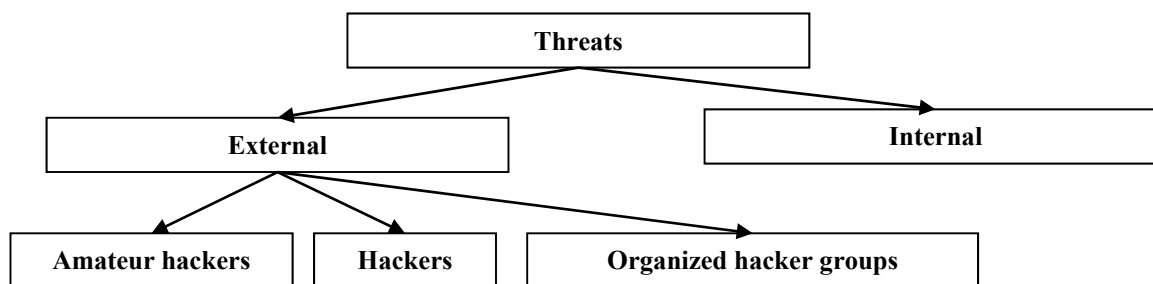 Threats
External
Internal
Amateur hackers
Hackers
Organized hacker groups